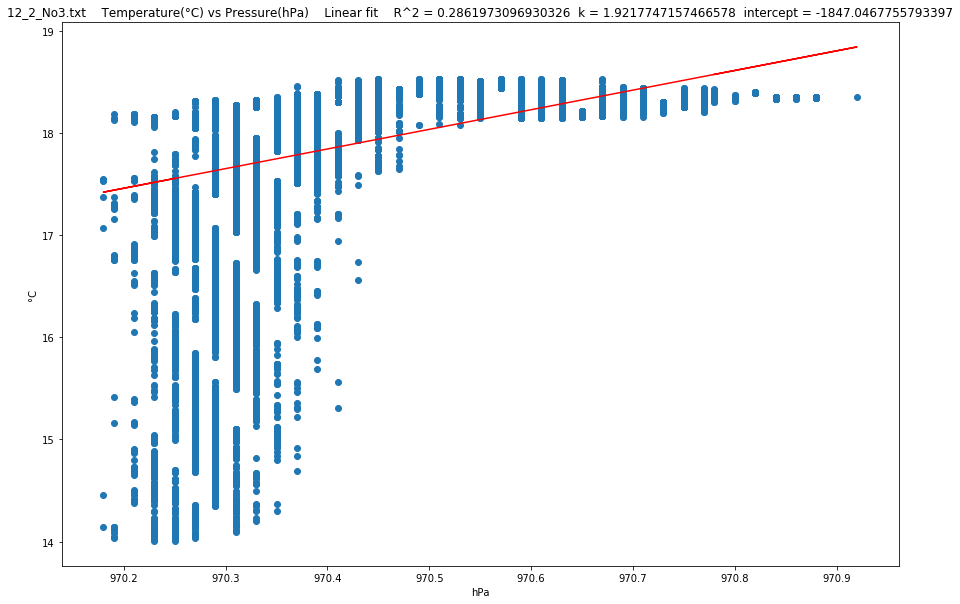 12_2_No3.txt    Temperature(°C) vs Pressure(hPa)    Linear fit    R^2 = 0.2861973096930326  k = 1.9217747157466578  intercept = -1847.0467755793397
19
18
17
16
15
14
°C
970.2 970.3 970.4 970.5 970.6 970.7 970.8 970.9
hPa